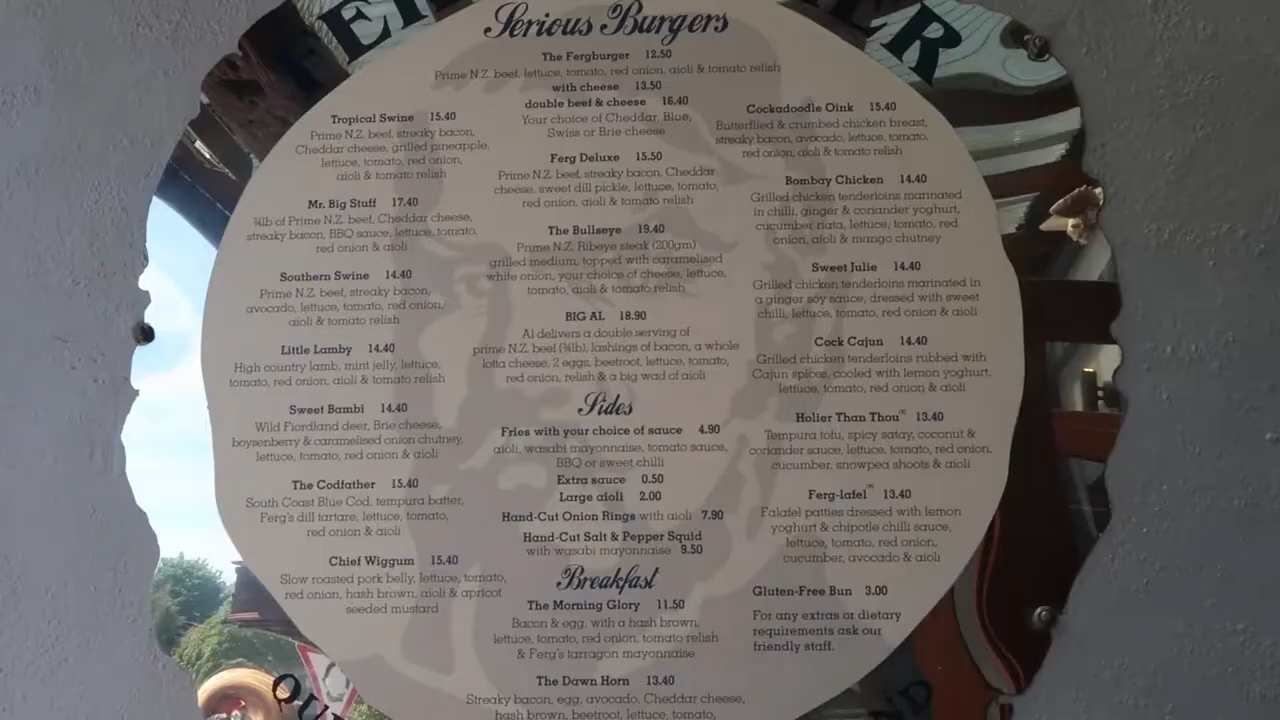 Serious Burgers
The Fergburger 12.50
Prime N.Z. beef, lettuce, tomato, red onion, aioli & tomato relish
with cheese 13.50
double beef & cheese 16.40
Your choice of Cheddar, Blue,
Swiss or Brie cheese
Tropical Swine 15.40
Prime N.Z. beef, streaky bacon,
Cheddar cheese, grilled pineapple,
lettuce, tomato, red onion,
aioli & tomato relish
Mr. Big Stuff 17.40
¾lb of Prime N.Z. beef, Cheddar cheese,
streaky bacon, BBQ sauce, lettuce, tomato,
red onion & aioli
Southern Swine 14.40
Prime N.Z. beef, streaky bacon,
avocado, lettuce, tomato, red onion,
aioli & tomato relish
Little Lamby 14.40
High country lamb, mint jelly, lettuce,
tomato, red onion, aioli & tomato relish
Sweet Bambi 14.40
Wild Fiordland deer, Brie cheese,
boysenberry & caramelised onion chutney,
lettuce, tomato, red onion & aioli
The Codfather 15.40
South Coast Blue Cod, tempura batter,
Ferg's dill tartare, lettuce, tomato,
red onion & aioli
Chief Wiggum 15.40
Slow roasted pork belly, lettuce, tomato,
red onion, hash brown, aioli & apricot
seeded mustard
Ferg Deluxe 15.50
Prime N.Z. beef, streaky bacon, Cheddar
cheese, sweet dill pickle, lettuce, tomato,
red onion, aioli & tomato relish
The Bullseye 19.40
Prime N.Z. Ribeye steak (200gm)
grilled medium, topped with caramelised
white onion, your choice of cheese, lettuce,
tomato, aioli & tomato relish
BIG AL 18.90
Al delivers a double serving of
prime N.Z. beef (¾lb), lashings of bacon, a whole
lotta cheese, 2 eggs, beetroot, lettuce, tomato,
red onion, relish & a big wad of aioli
Sides
Fries with your choice of sauce 4.90
aioli, wasabi mayonnaise, tomato sauce,
BBQ or sweet chilli
Extra sauce 0.50
Large aioli 2.00
Hand-Cut Onion Rings with aioli 7.90
Hand-Cut Salt & Pepper Squid
with wasabi mayonnaise 9.50
Breakfast
The Morning Glory 11.50
Bacon & egg, with a hash brown,
lettuce, tomato, red onion, tomato relish
& Ferg's tarragon mayonnaise
The Dawn Horn 13.40
Streaky bacon, egg, avocado, Cheddar cheese,
hash brown, beetroot, lettuce, tomato,
Cockadoodle Oink 15.40
Butterflied & crumbed chicken breast,
streaky bacon, avocado, lettuce, tomato,
red onion, aioli & tomato relish
Bombay Chicken 14.40
Grilled chicken tenderloins marinated
in chilli, ginger & coriander yoghurt,
cucumber riata, lettuce, tomato, red
onion, aioli & mango chutney
Sweet Julie 14.40
Grilled chicken tenderloins marinated in
a ginger soy sauce, dressed with sweet
chilli, lettuce, tomato, red onion & aioli
Cock Cajun 14.40
Grilled chicken tenderloins rubbed with
Cajun spices, cooled with lemon yoghurt,
lettuce, tomato, red onion & aioli
Holier Than Thou 13.40
Tempura tofu, spicy satay, coconut &
coriander sauce, lettuce, tomato, red onion,
cucumber, snowpea shoots & aioli
Ferg-lafel 13.40
Falafel patties dressed with lemon
yoghurt & chipotle chilli sauce,
lettuce, tomato, red onion,
cucumber, avocado & aioli
Gluten-Free Bun 3.00
For any extras or dietary
requirements ask our
friendly staff.